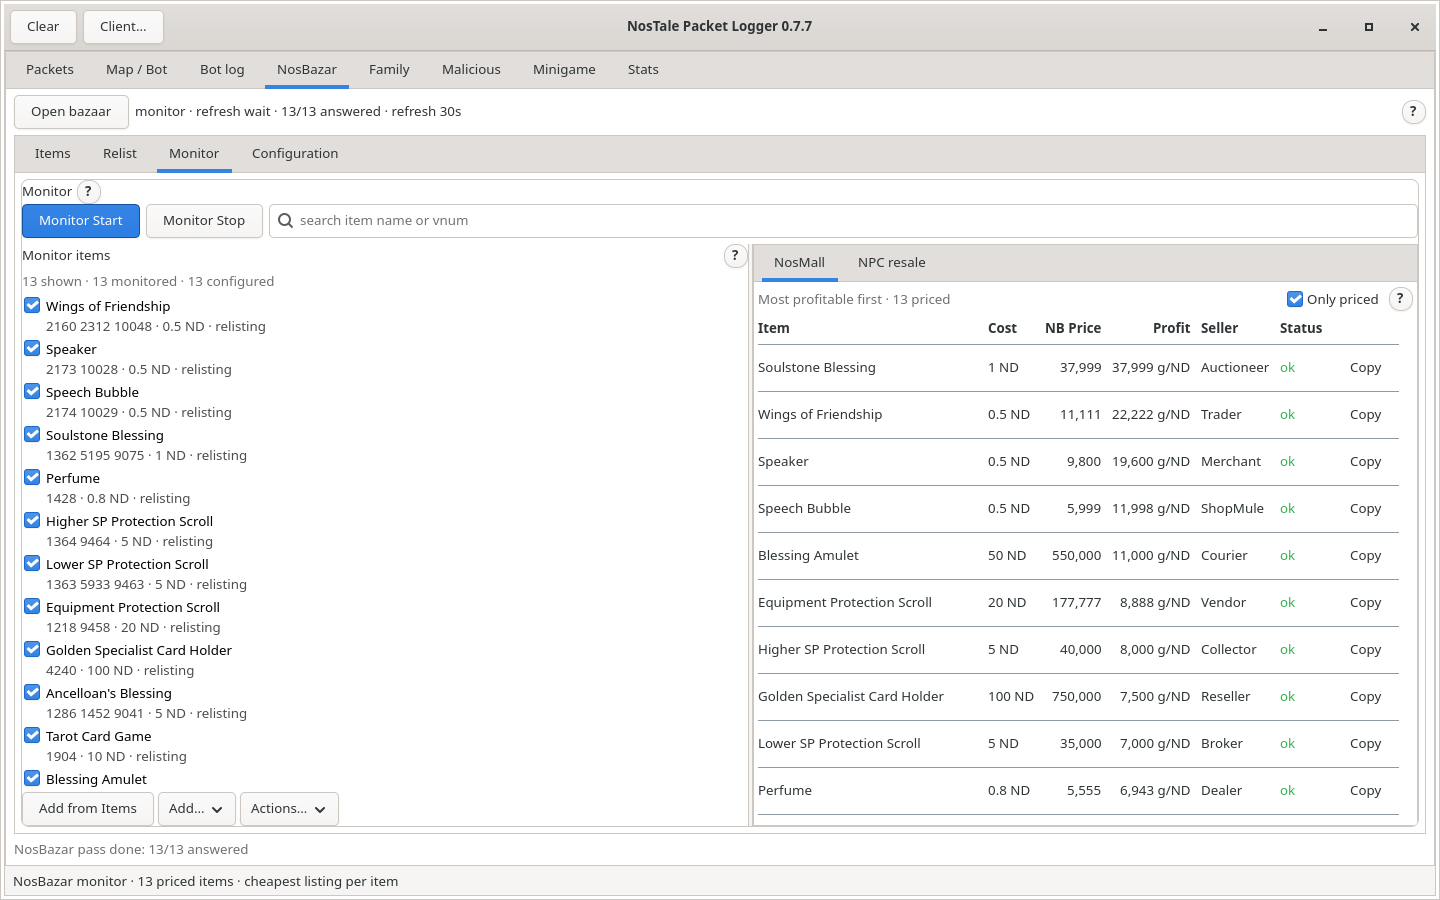 Clear
Client...
NosTale Packet Logger 0.7.7
Packets
Map / Bot
Bot log
NosBazar
Family
Malicious
Minigame
Stats
Open bazaar
monitor · refresh wait · 13/13 answered · refresh 30s
?
Items
Relist
Monitor
Configuration
Monitor ?
Monitor Start
Monitor Stop
search item name or vnum
Monitor items
?
13 shown · 13 monitored · 13 configured
Wings of Friendship
2160 2312 10048 · 0.5 ND · relisting
Speaker
2173 10028 · 0.5 ND · relisting
Speech Bubble
2174 10029 · 0.5 ND · relisting
Soulstone Blessing
1362 5195 9075 · 1 ND · relisting
Perfume
1428 · 0.8 ND · relisting
Higher SP Protection Scroll
1364 9464 · 5 ND · relisting
Lower SP Protection Scroll
1363 5933 9463 · 5 ND · relisting
Equipment Protection Scroll
1218 9458 · 20 ND · relisting
Golden Specialist Card Holder
4240 · 100 ND · relisting
Ancelloan's Blessing
1286 1452 9041 · 5 ND · relisting
Tarot Card Game
1904 · 10 ND · relisting
Blessing Amulet
Add from Items
Add...
Actions...
NosMall
NPC resale
Most profitable first · 13 priced
Only priced
?
Item Cost NB Price Profit Seller Status
Soulstone Blessing 1 ND 37,999 37,999 g/ND Auctioneer ok Copy
Wings of Friendship 0.5 ND 11,111 22,222 g/ND Trader ok Copy
Speaker 0.5 ND 9,800 19,600 g/ND Merchant ok Copy
Speech Bubble 0.5 ND 5,999 11,998 g/ND ShopMule ok Copy
Blessing Amulet 50 ND 550,000 11,000 g/ND Courier ok Copy
Equipment Protection Scroll 20 ND 177,777 8,888 g/ND Vendor ok Copy
Higher SP Protection Scroll 5 ND 40,000 8,000 g/ND Collector ok Copy
Golden Specialist Card Holder 100 ND 750,000 7,500 g/ND Reseller ok Copy
Lower SP Protection Scroll 5 ND 35,000 7,000 g/ND Broker ok Copy
Perfume 0.8 ND 5,555 6,943 g/ND Dealer ok Copy
NosBazar pass done: 13/13 answered
NosBazar monitor · 13 priced items · cheapest listing per item